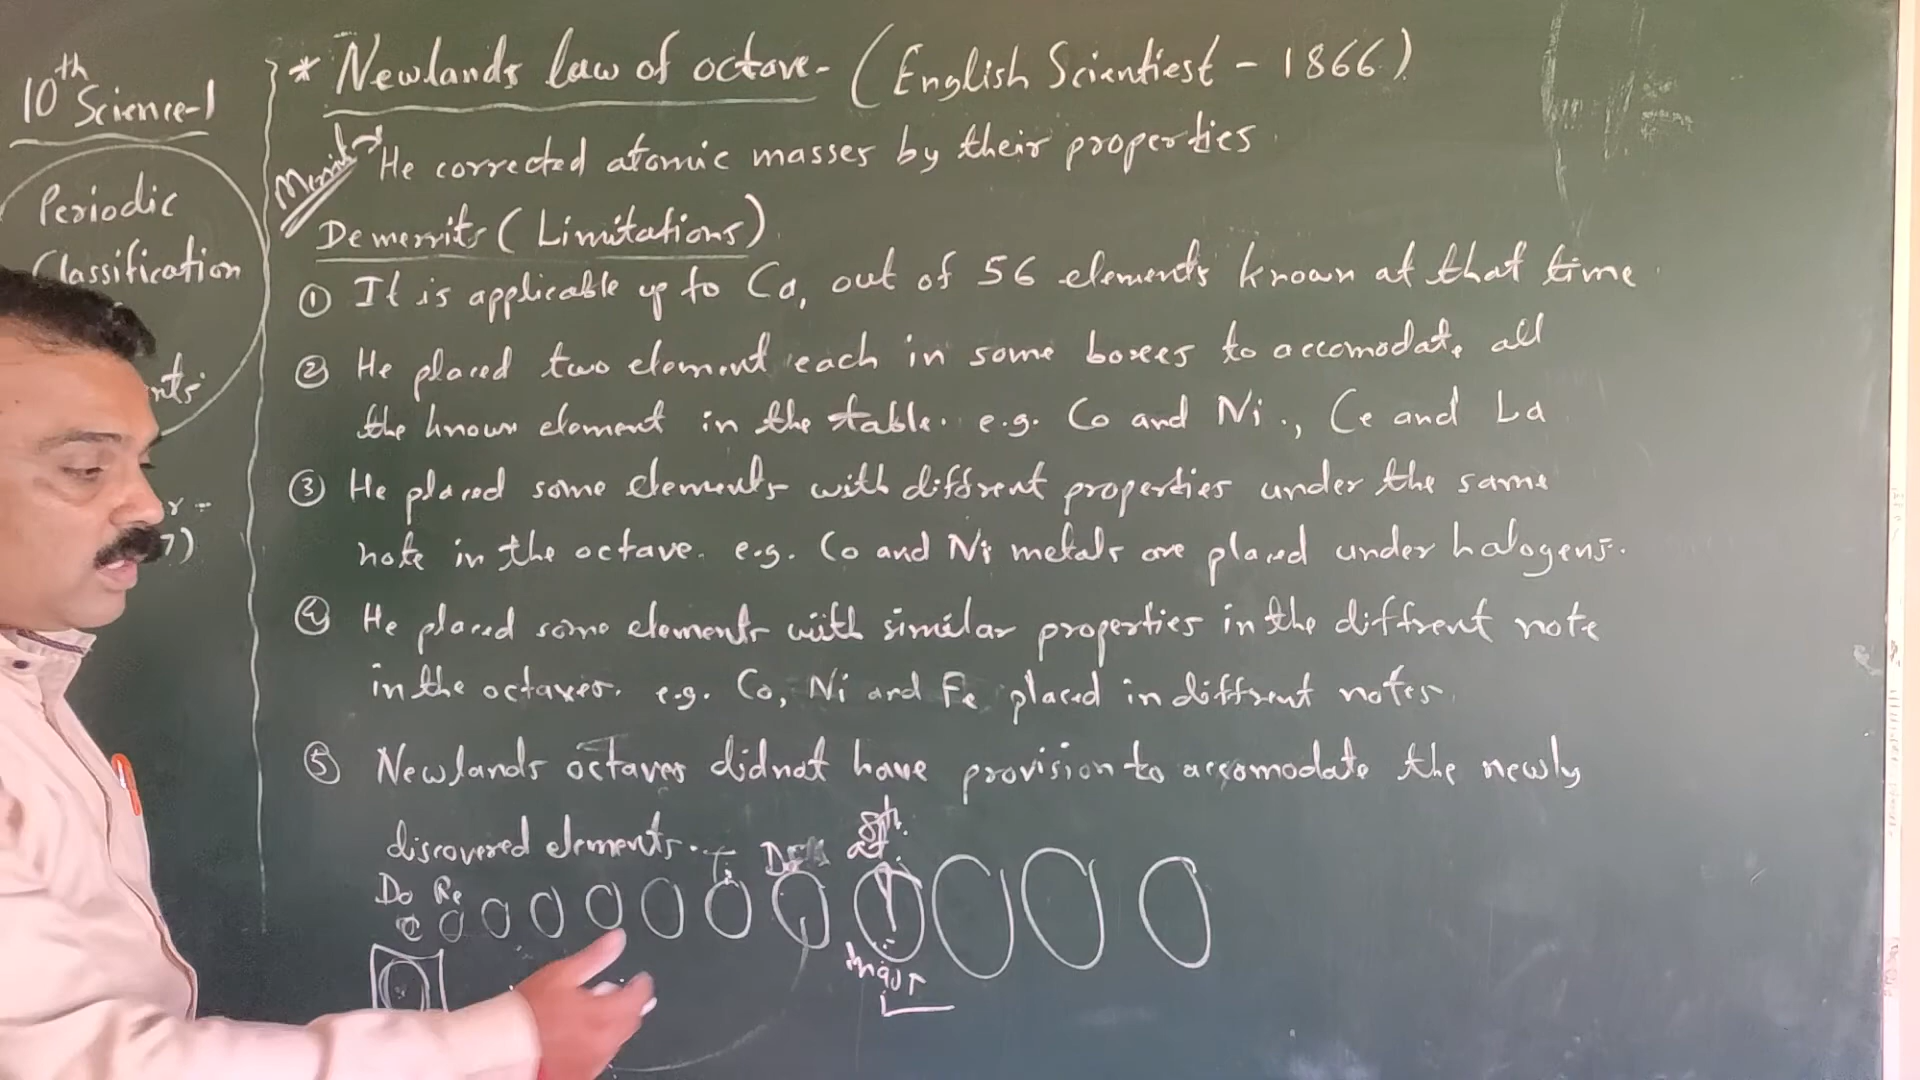 10th
Science-1
Periodic
Classification
nts
r-
7)
* Newlands law of octave- (English Scientiest - 1866)
Merrit → He corrected atomic masses by their properties
Demerrits (Limitations)
① It is applicable up to Ca, out of 56 elements known at that time.
② He placed two element each in some boxes to accomodate all
the known element in the table. e.g. Co and Ni., Ce and La
③ He placed some elements with diffrent properties under the same
note in the octave. e.g. Co and Ni metals are placed under halogens.
④ He placed some elements with similar properties in the diffrent note
in the octaves. e.g. Co, Ni and Fe placed in diffrent notes.
⑤ Newlands octaves didnot have provision to accomodate the newly
discovered elements.
Do Re Ti Do 8th